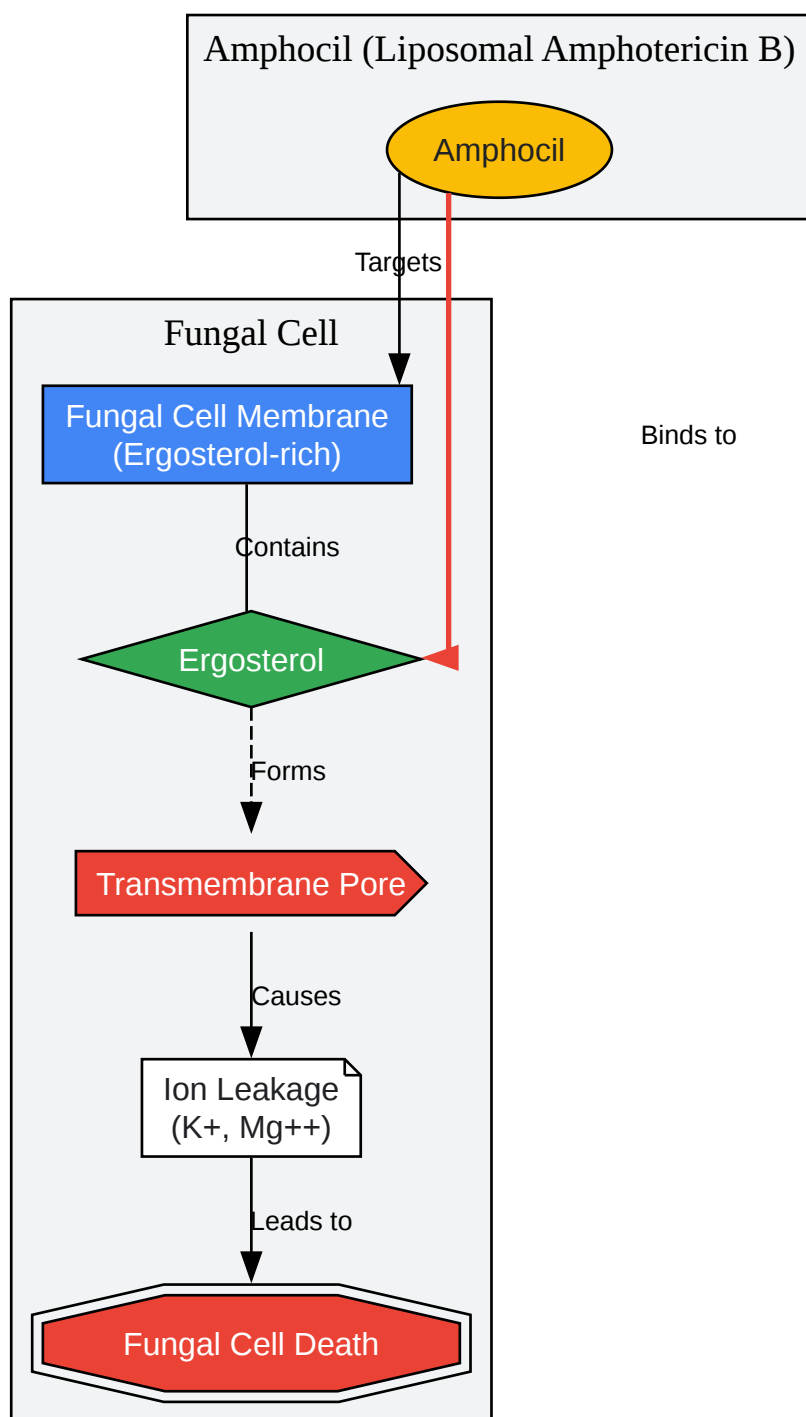 Amphocil (Liposomal Amphotericin B)
Amphocil
Targets
Fungal Cell
Fungal Cell Membrane
(Ergosterol-rich)
Binds to
Contains
Ergosterol
Forms
Transmembrane Pore
Causes
Ion Leakage
(K+, Mg++)
Leads to
Fungal Cell Death